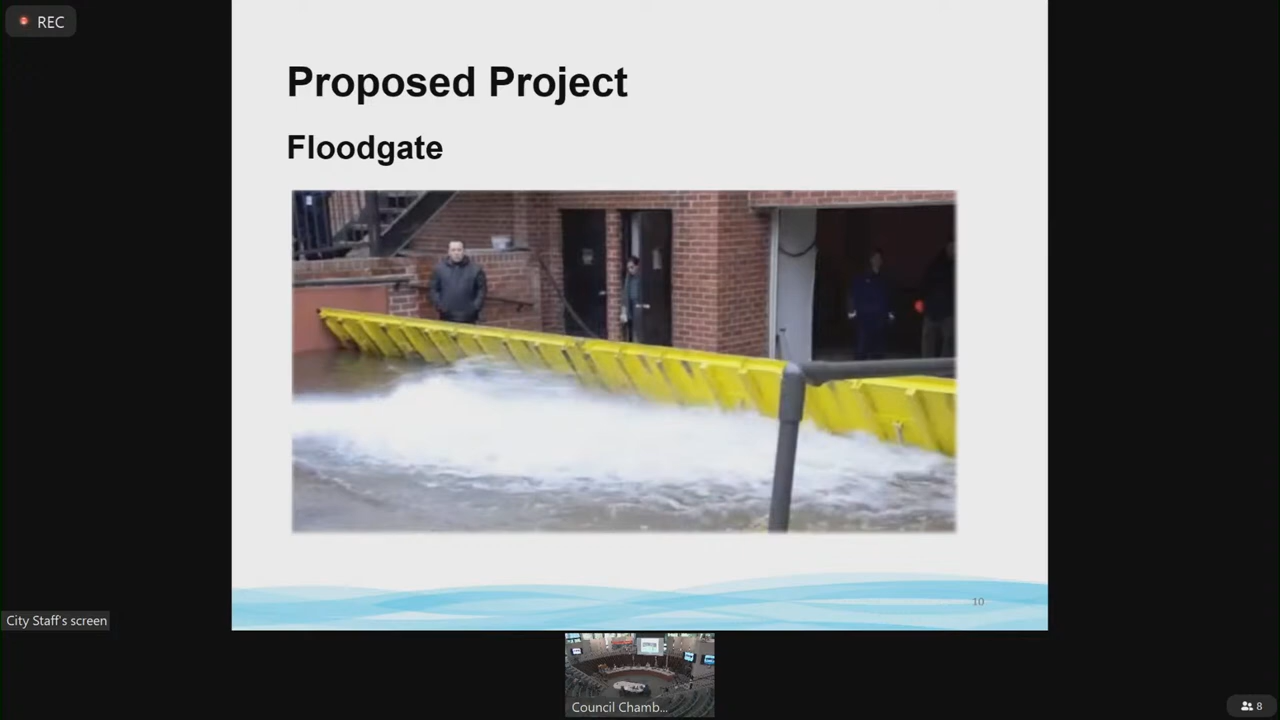 REC
Proposed Project
Floodgate
10
City Staff's screen
Council Chamb...
8